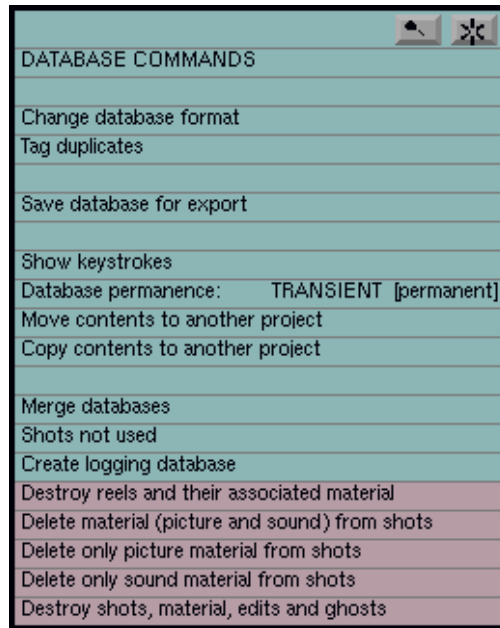 DATABASE COMMANDS
Change database format
Tag duplicates
Save database for export
Show keystrokes
Database permanence: TRANSIENT [permanent]
Move contents to another project
Copy contents to another project
Merge databases
Shots not used
Create logging database
Destroy reels and their associated material
Delete material (picture and sound) from shots
Delete only picture material from shots
Delete only sound material from shots
Destroy shots, material, edits and ghosts